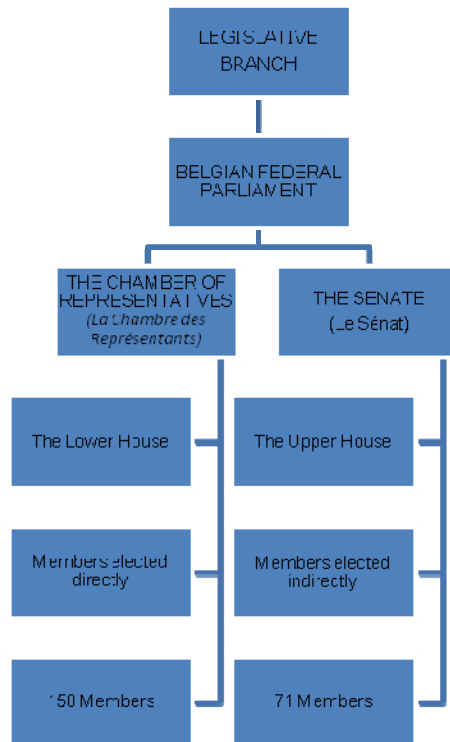 LEGISLATIVE
BRANCH
BELGIAN FEDERAL
PARLIAMENT
THE CHAMBER OF
REPRESENTATIVES
(La Chambre des
Représentants)
The Lower House
Members elected
directly
150 Members
THE SENATE
(Le Sénat)
The Upper House
Members elected
indirectly
71 Members